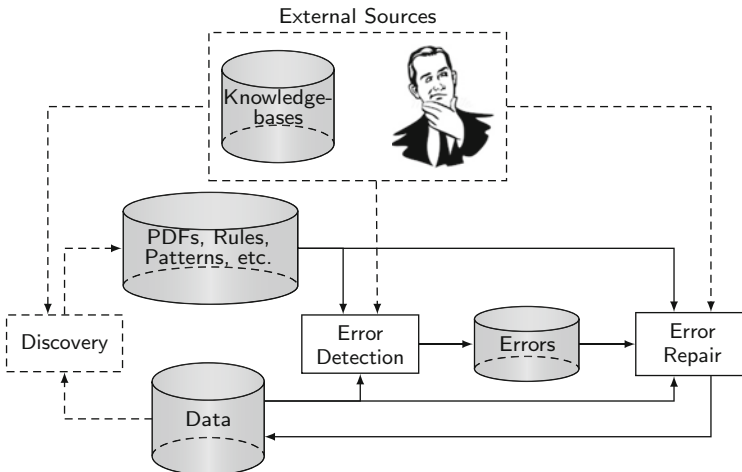 External Sources
Knowledge-
bases
PDFs, Rules,
Patterns, etc.
Discovery
Error
Detection
Errors
Error
Repair
Data